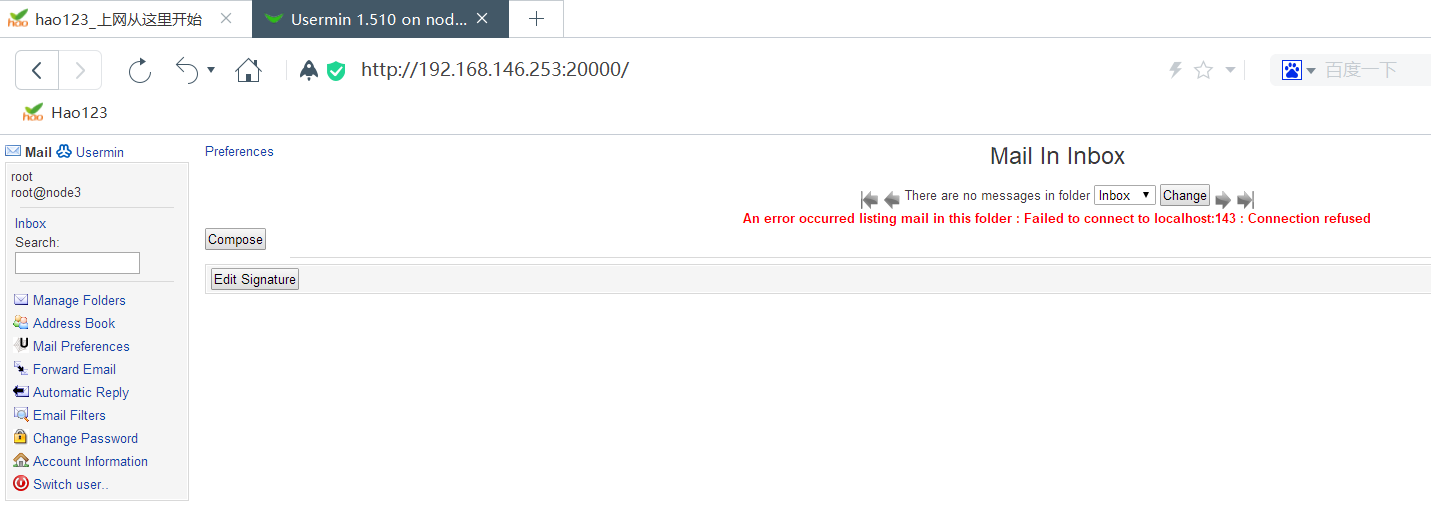 hao123_上网从这里开始
Usermin 1.510 on nod...
http://192.168.146.253:20000/
百度一下
Hao123
Mail Usermin
root
root@node3
Inbox
Search:
Manage Folders
Address Book
Mail Preferences
Forward Email
Automatic Reply
Email Filters
Change Password
Account Information
Switch user..
Preferences
Mail In Inbox
There are no messages in folder Inbox Change
An error occurred listing mail in this folder : Failed to connect to localhost:143 : Connection refused
Compose
Edit Signature